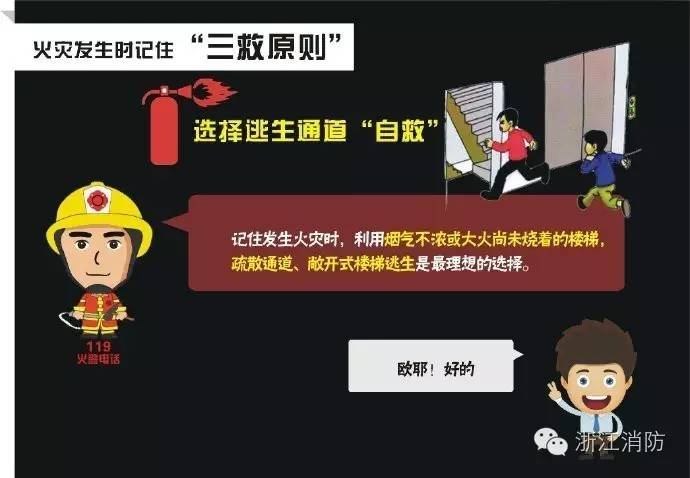 火灾发生时记住“三救原则”
选择逃生通道“自救”
记住发生火灾时，利用烟气不浓或大火尚未烧着的楼梯，
疏散通道、敞开式楼梯逃生是最理想的选择。
119
火警电话
欧耶！好的
浙江消防